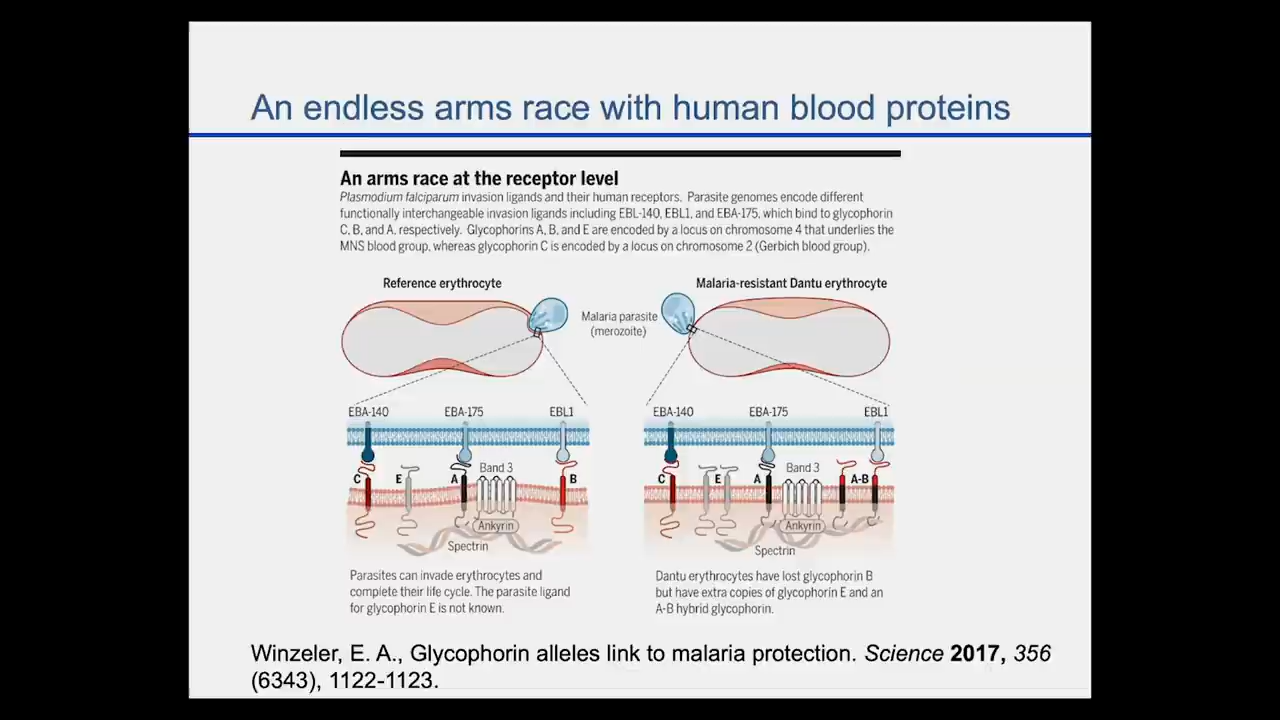 An endless arms race with human blood proteins
An arms race at the receptor level
Plasmodium falciparum invasion ligands and their human receptors. Parasite genomes encode different
functionally interchangeable invasion ligands including EBL-140, EBL1, and EBA-175, which bind to glycophorin
C, B, and A, respectively. Glycophorins A, B, and E are encoded by a locus on chromosome 4 that underlies the
MNS blood group, whereas glycophorin C is encoded by a locus on chromosome 2 (Gerbich blood group).
Reference erythrocyte
Malaria-resistant Dantu erythrocyte
Malaria parasite
(merozoite)
EBA-140 EBA-175 EBL1
Band 3
C E A B
Ankyrin
Spectrin
Parasites can invade erythrocytes and
complete their life cycle. The parasite ligand
for glycophorin E is not known.
EBA-140 EBA-175 EBL1
Band 3
C E A A-B
Ankyrin
Spectrin
Dantu erythrocytes have lost glycophorin B
but have extra copies of glycophorin E and an
A-B hybrid glycophorin.
Winzeler, E. A., Glycophorin alleles link to malaria protection. Science 2017, 356
(6343), 1122-1123.